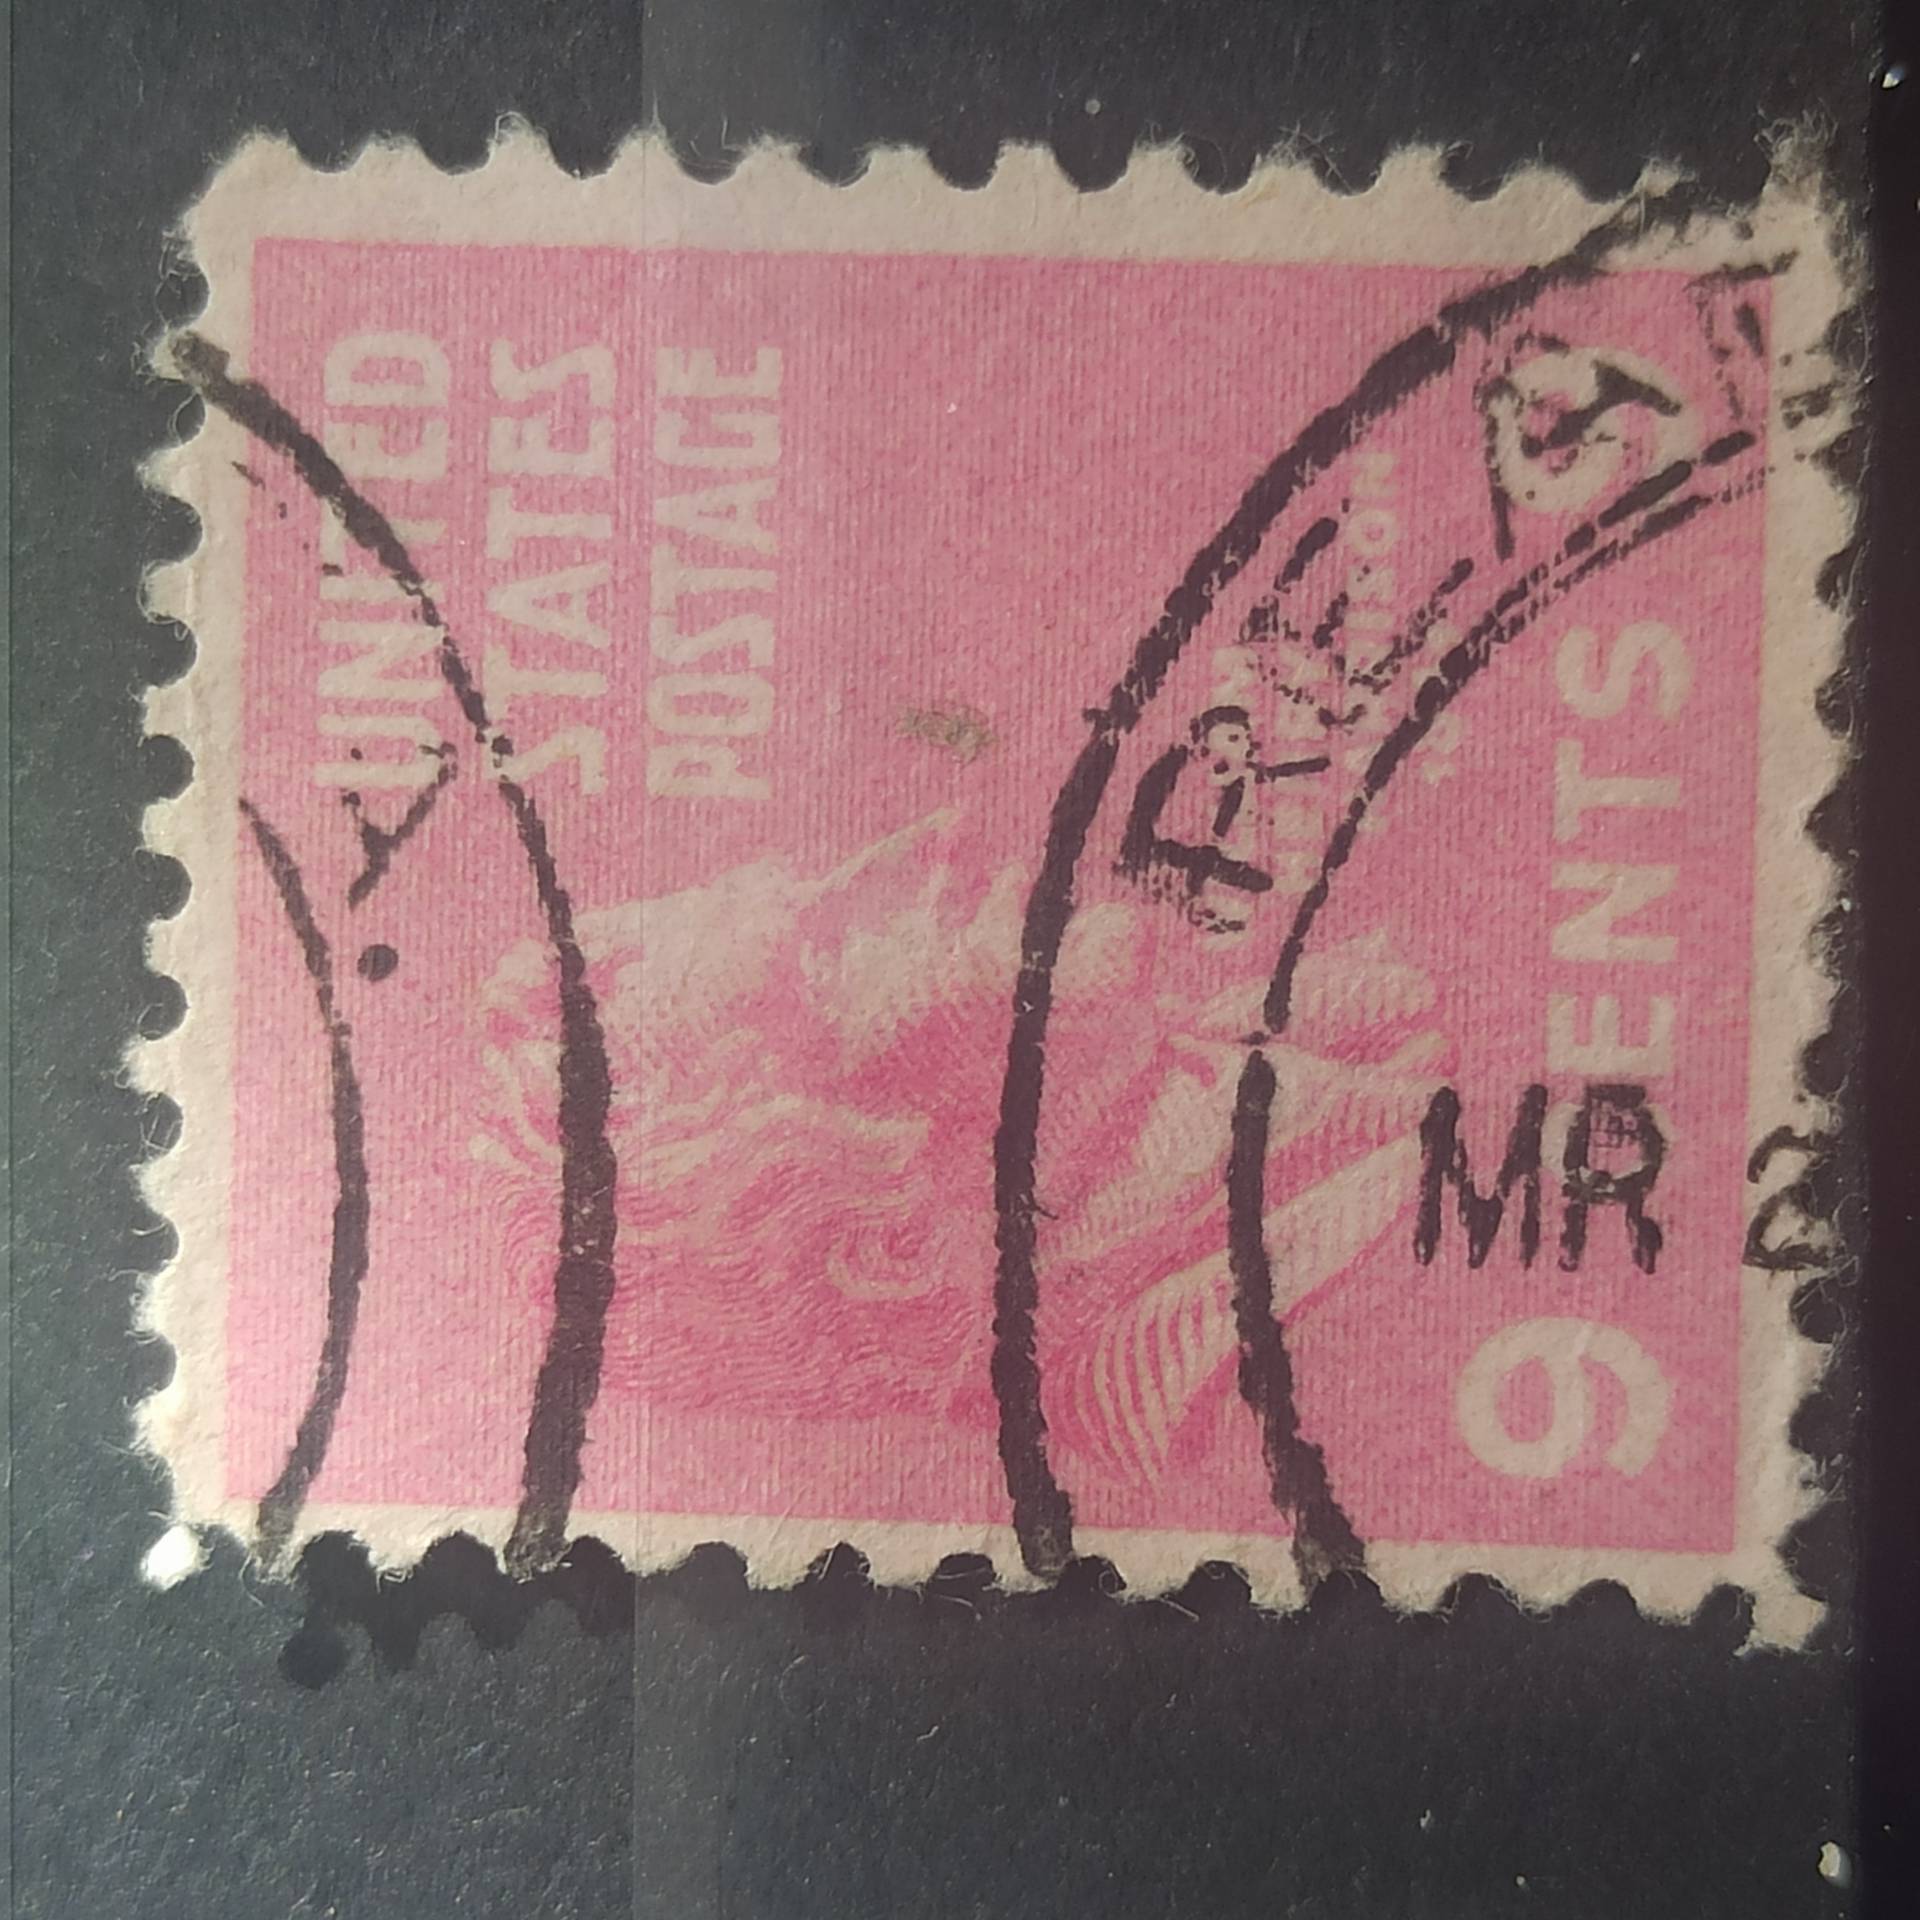 UNITED
STATES
POSTAGE
9 CENTS
MR
Y.